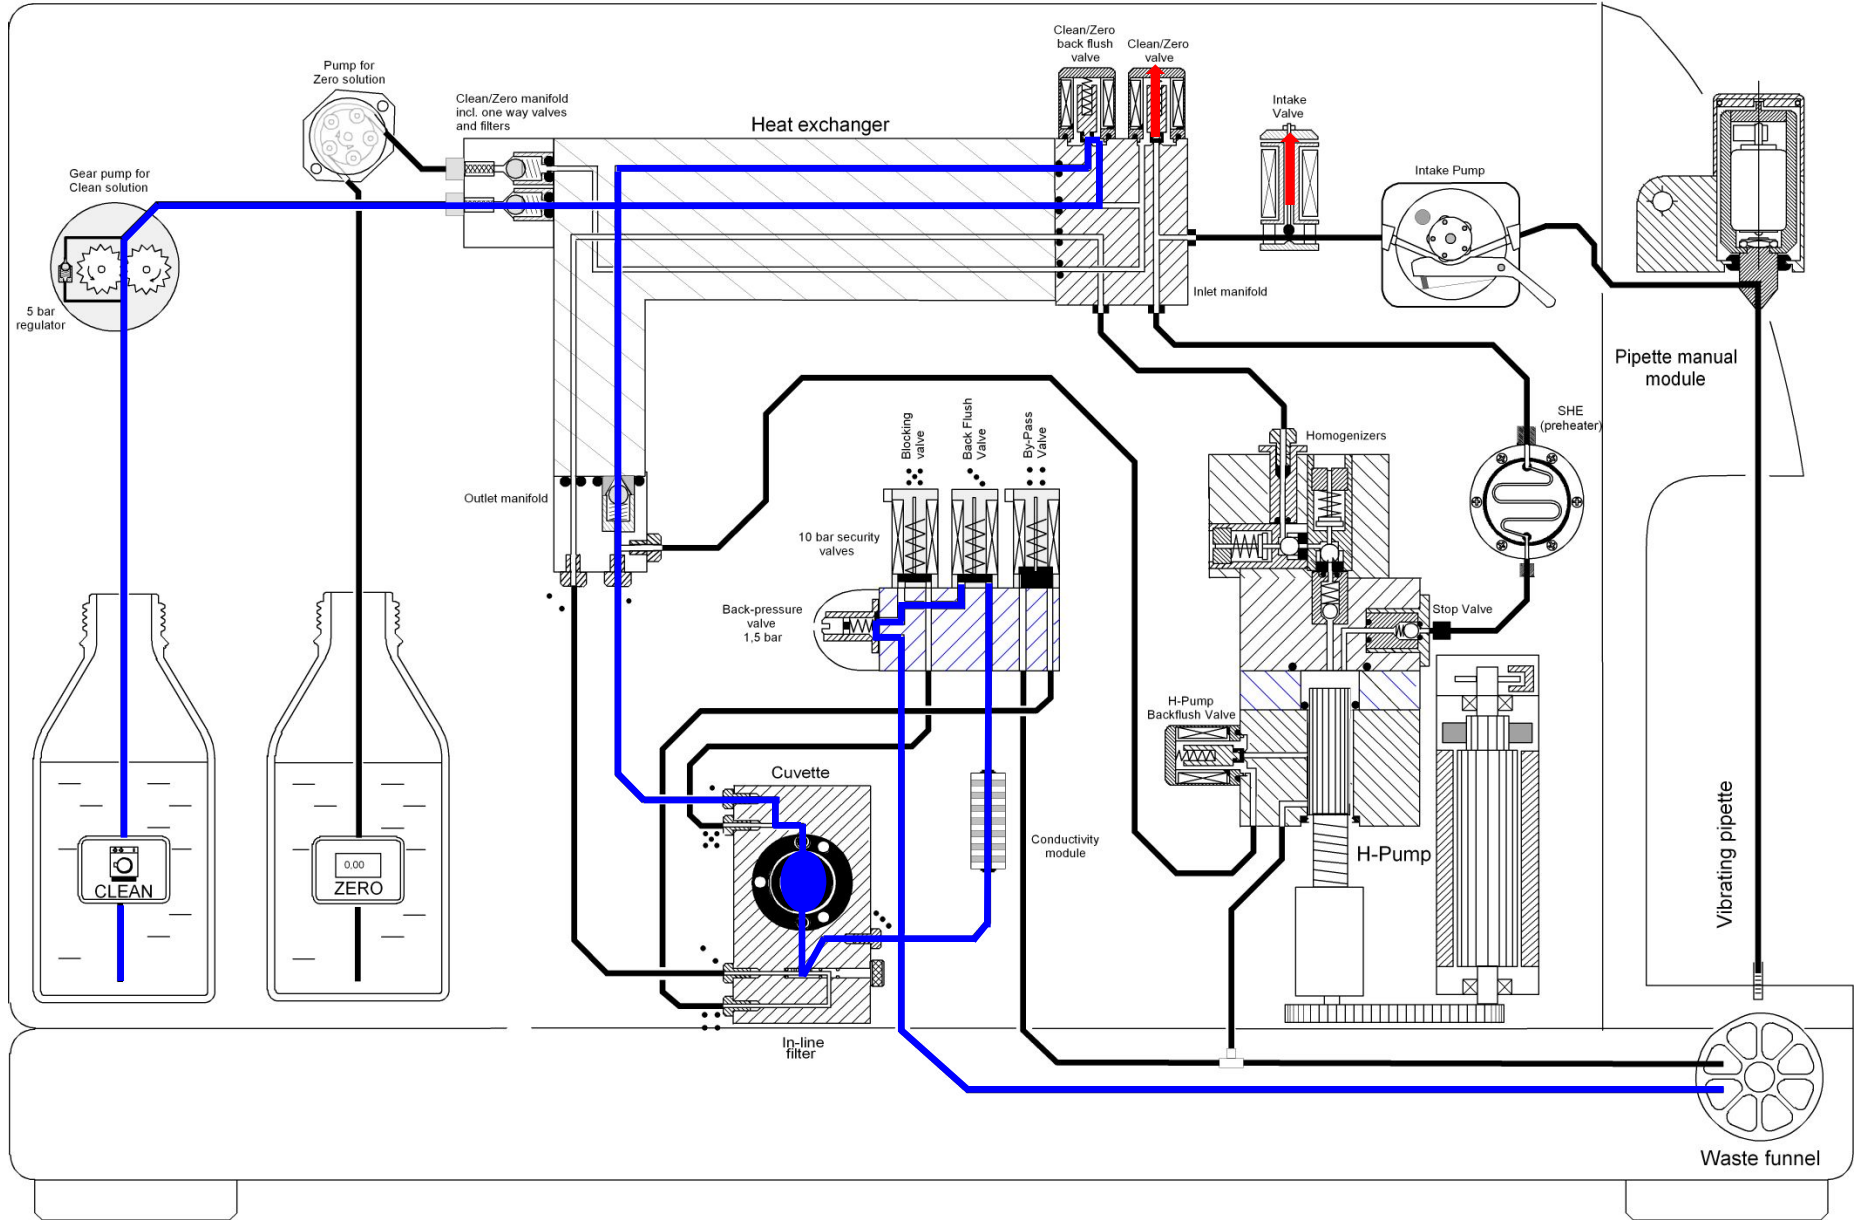 Clean/Zero
back flush
valve
Clean/Zero
valve
Pump for
Zero solution
Clean/Zero manifold
incl. one way valves
and filters
Heat exchanger
Intake
Valve
Gear pump for
Clean solution
Intake Pump
5 bar
regulator
Inlet manifold
Pipette manual
module
SHE
(preheater)
Blocking
valve
Back Flush
Valve
By-Pass
Valve
Homogenizers
Outlet manifold
10 bar security
valves
Back-pressure
valve
1,5 bar
Stop Valve
H-Pump
Backflush Valve
Cuvette
Conductivity
module
H-Pump
Vibrating pipette
CLEAN
0,00
ZERO
In-line
filter
Waste funnel